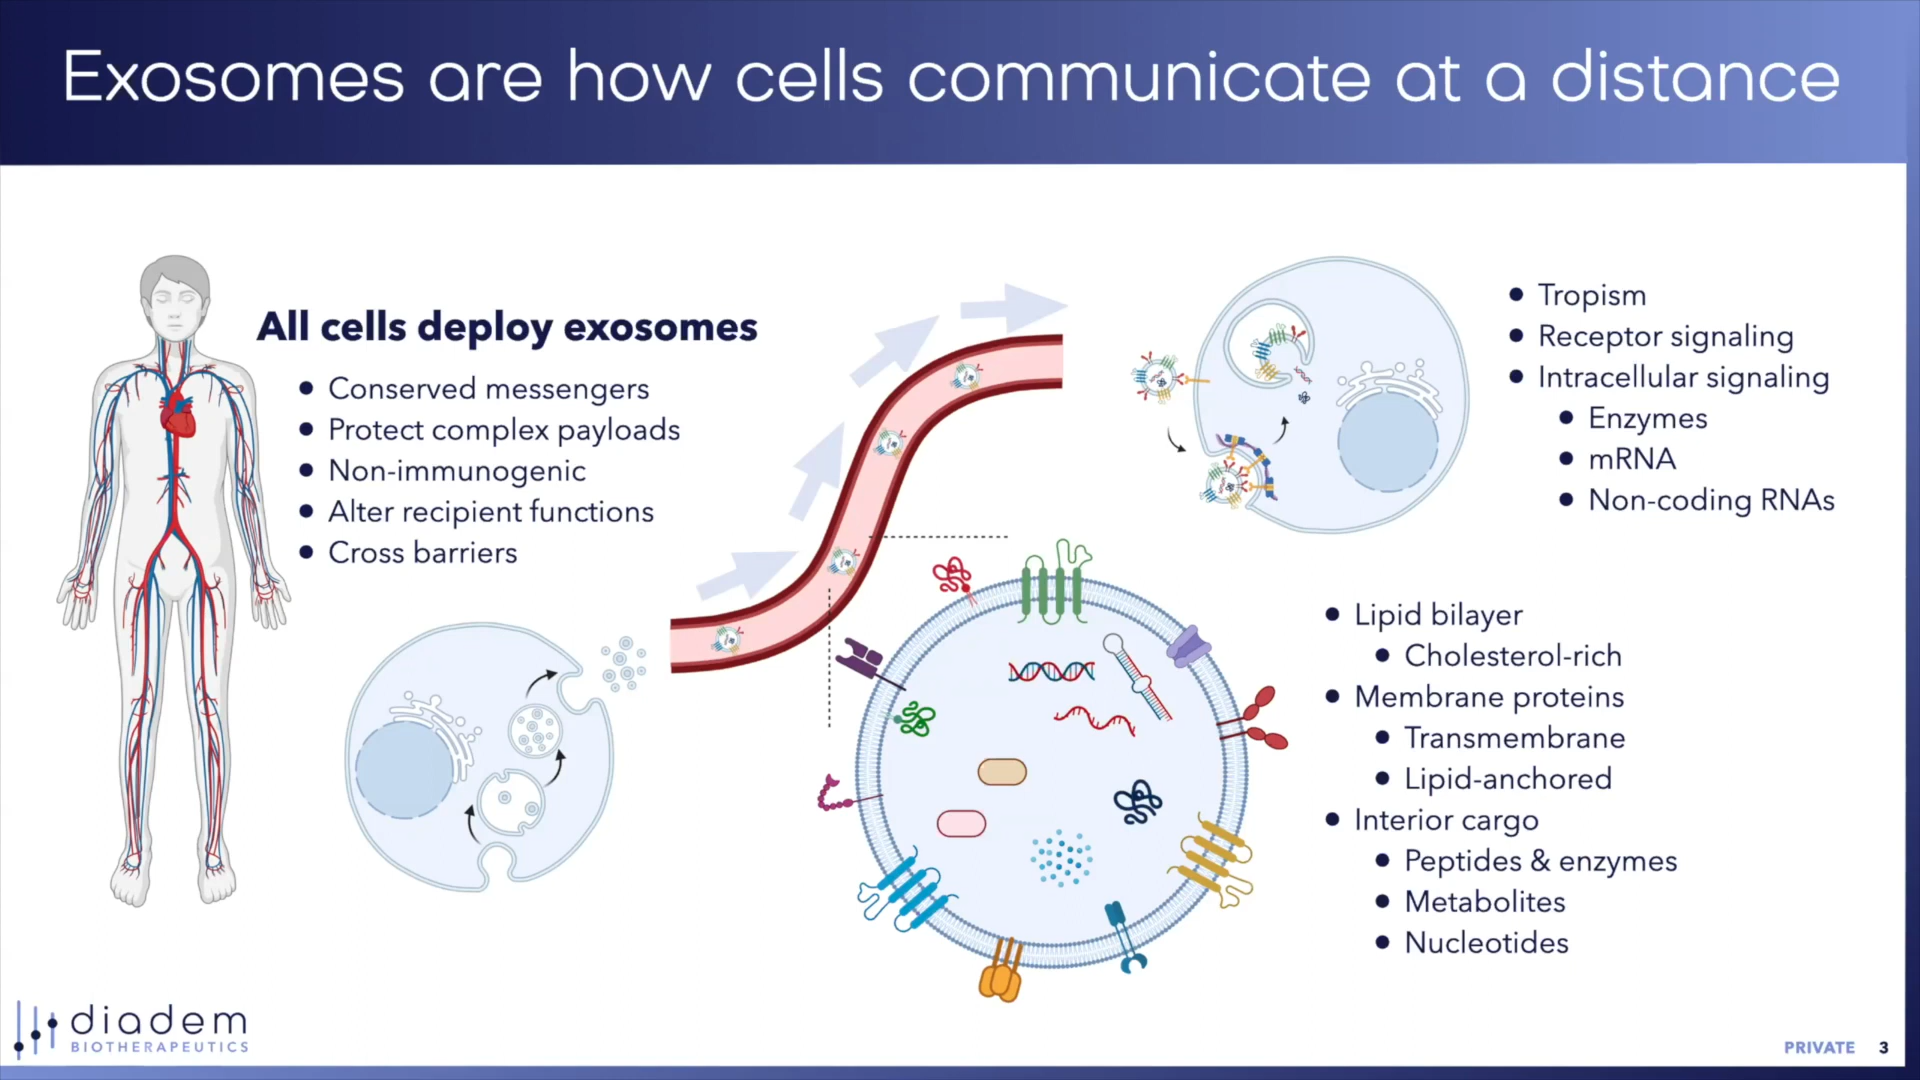 Exosomes are how cells communicate at a distance
All cells deploy exosomes
● Conserved messengers
● Protect complex payloads
● Non-immunogenic
● Alter recipient functions
● Cross barriers
● Tropism
● Receptor signaling
● Intracellular signaling
● Enzymes
● mRNA
● Non-coding RNAs
● Lipid bilayer
● Cholesterol-rich
● Membrane proteins
● Transmembrane
● Lipid-anchored
● Interior cargo
● Peptides & enzymes
● Metabolites
● Nucleotides
diadem
BIOTHERAPEUTICS
PRIVATE 3